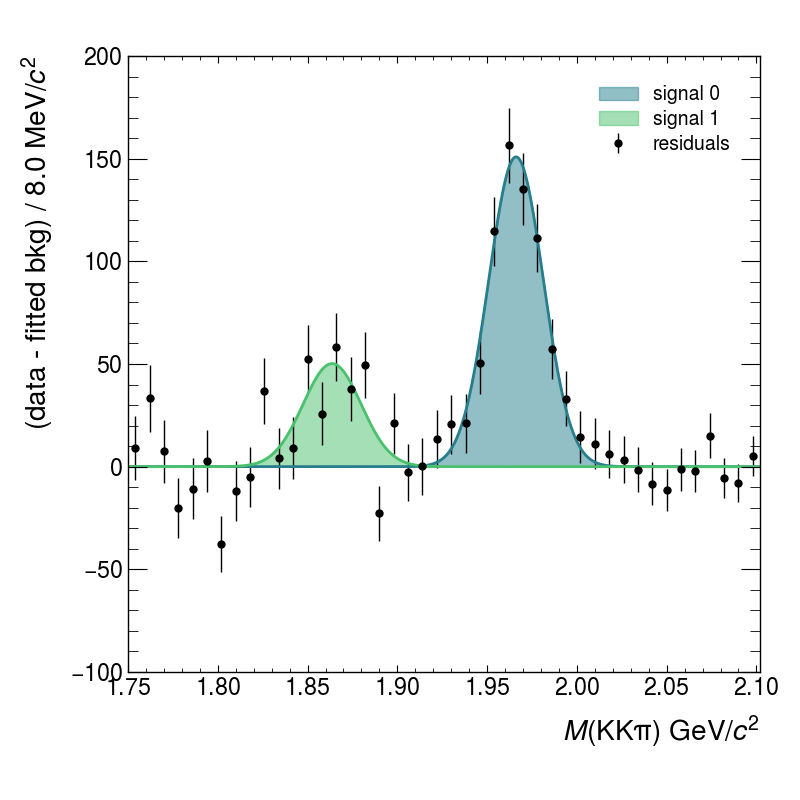 (data - fitted bkg) / 8.0 MeV/c²
200
150
100
50
0
−50
−100
signal 0
signal 1
residuals
1.75 1.80 1.85 1.90 1.95 2.00 2.05 2.10
M(KKπ) GeV/c²